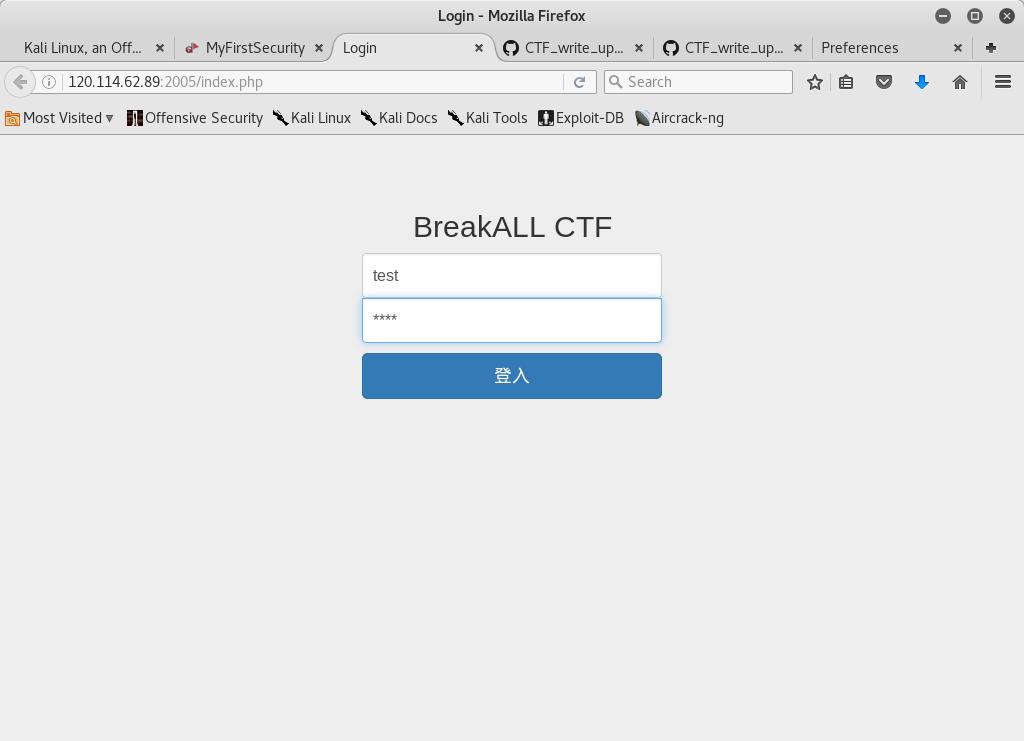 Login - Mozilla Firefox
Kali Linux, an Off... MyFirstSecurity Login CTF_write_up... CTF_write_up... Preferences
120.114.62.89:2005/index.php Search
Most Visited Offensive Security Kali Linux Kali Docs Kali Tools Exploit-DB Aircrack-ng
BreakALL CTF
test
****
登入